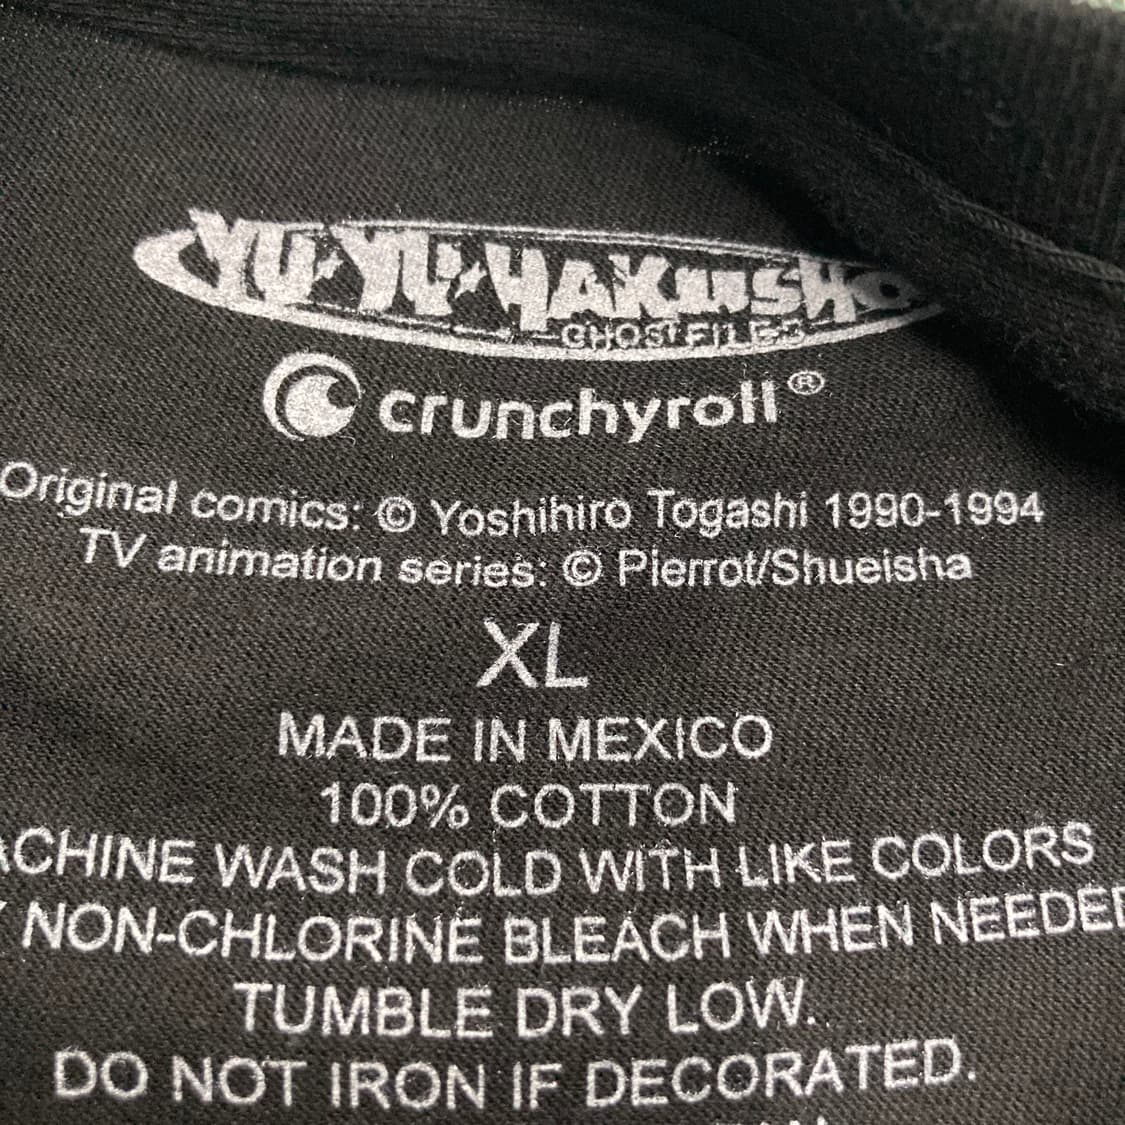 YU·YU·HAKUSHO
GHOST FILES
crunchyroll®
Original comics: © Yoshihiro Togashi 1990-1994
TV animation series: © Pierrot/Shueisha
XL
MADE IN MEXICO
100% COTTON
ACHINE WASH COLD WITH LIKE COLORS
NON-CHLORINE BLEACH WHEN NEEDED
TUMBLE DRY LOW.
DO NOT IRON IF DECORATED.